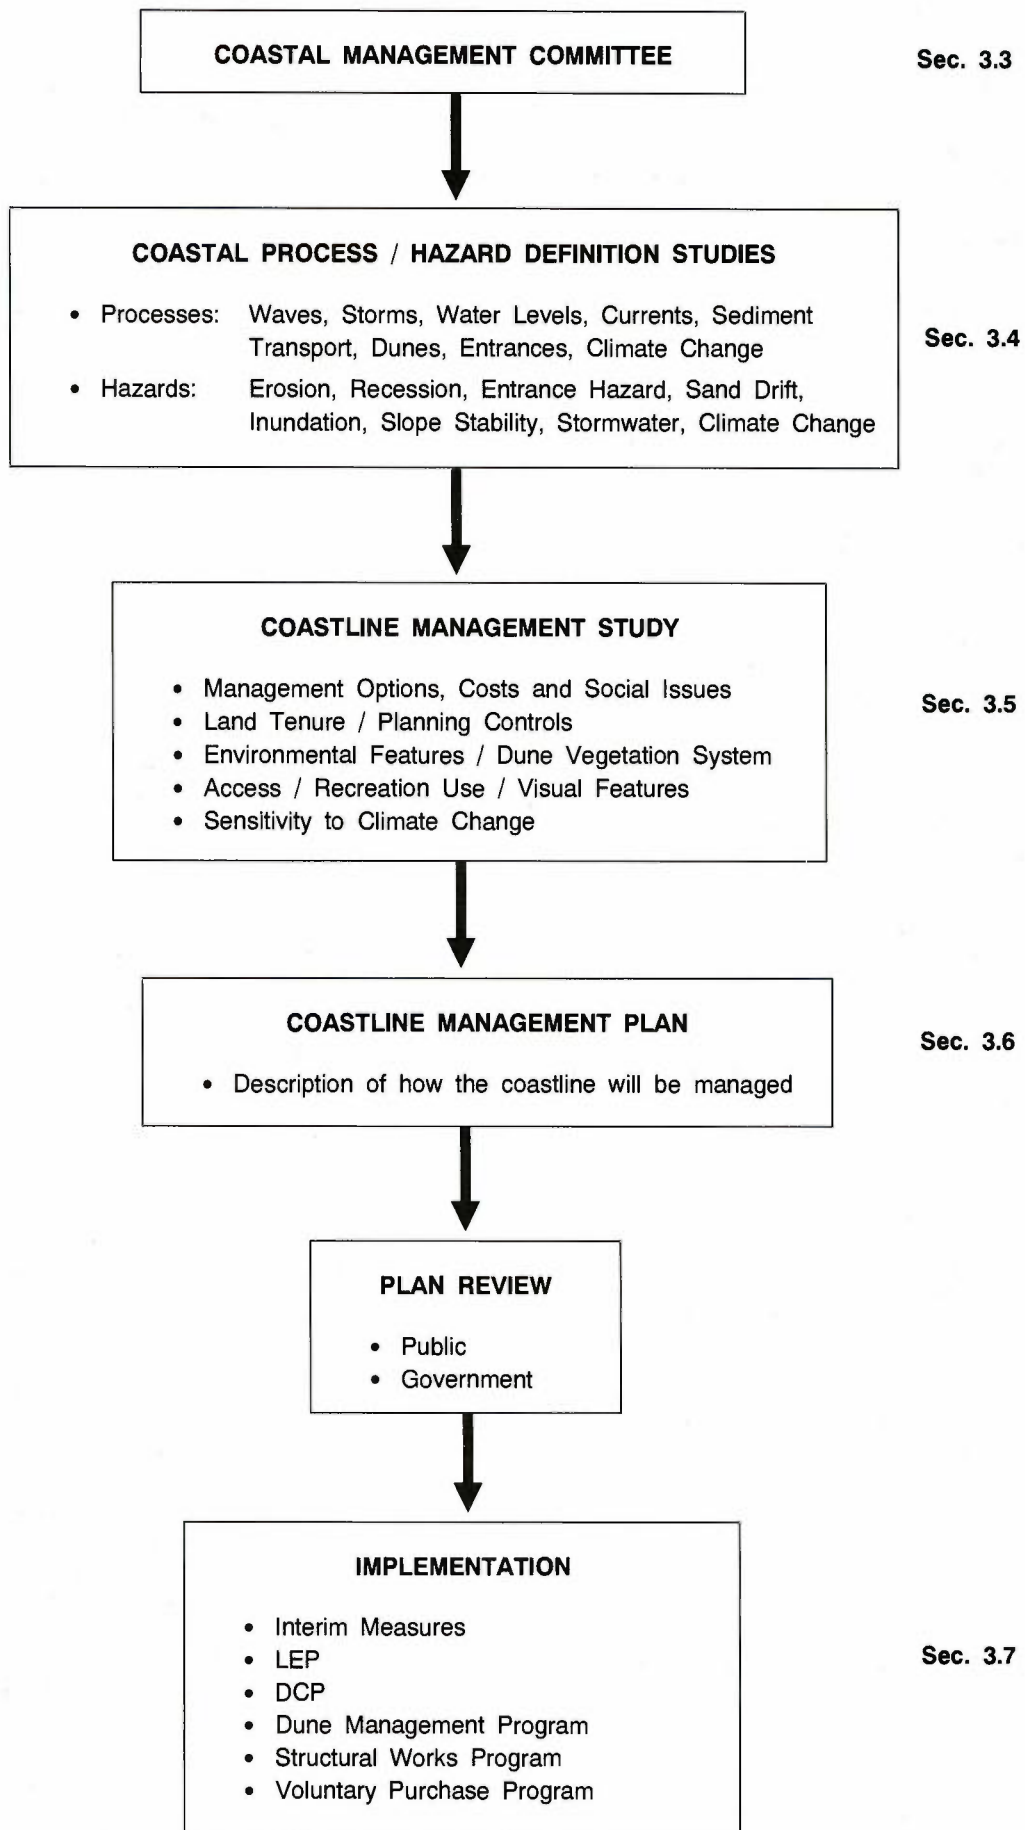 COASTAL MANAGEMENT COMMITTEE
Sec. 3.3
COASTAL PROCESS / HAZARD DEFINITION STUDIES
• Processes: Waves, Storms, Water Levels, Currents, Sediment
Transport, Dunes, Entrances, Climate Change
• Hazards: Erosion, Recession, Entrance Hazard, Sand Drift,
Inundation, Slope Stability, Stormwater, Climate Change
Sec. 3.4
COASTLINE MANAGEMENT STUDY
• Management Options, Costs and Social Issues
• Land Tenure / Planning Controls
• Environmental Features / Dune Vegetation System
• Access / Recreation Use / Visual Features
• Sensitivity to Climate Change
Sec. 3.5
COASTLINE MANAGEMENT PLAN
• Description of how the coastline will be managed
Sec. 3.6
PLAN REVIEW
• Public
• Government
IMPLEMENTATION
• Interim Measures
• LEP
• DCP
• Dune Management Program
• Structural Works Program
• Voluntary Purchase Program
Sec. 3.7